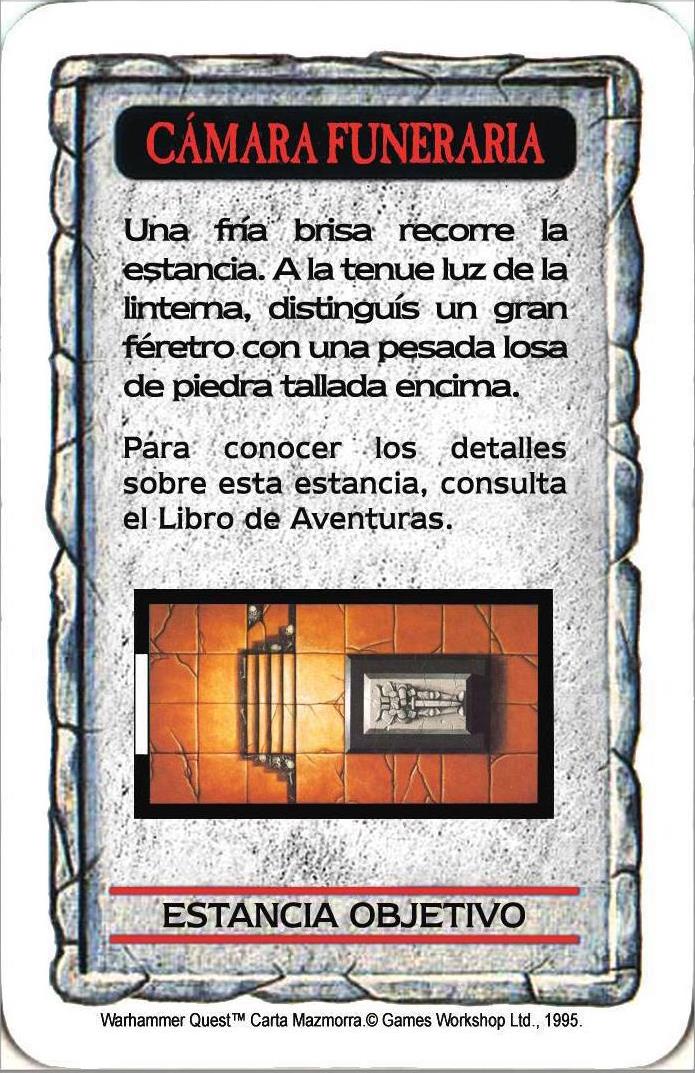 CÁMARA FUNERARIA
Una fría brisa recorre la
estancia. A la tenue luz de la
linterna, distinguís un gran
féretro con una pesada losa
de piedra tallada encima.
Para conocer los detalles
sobre esta estancia, consulta
el Libro de Aventuras.
ESTANCIA OBJETIVO
Warhammer Quest™ Carta Mazmorra.© Games Workshop Ltd., 1995.